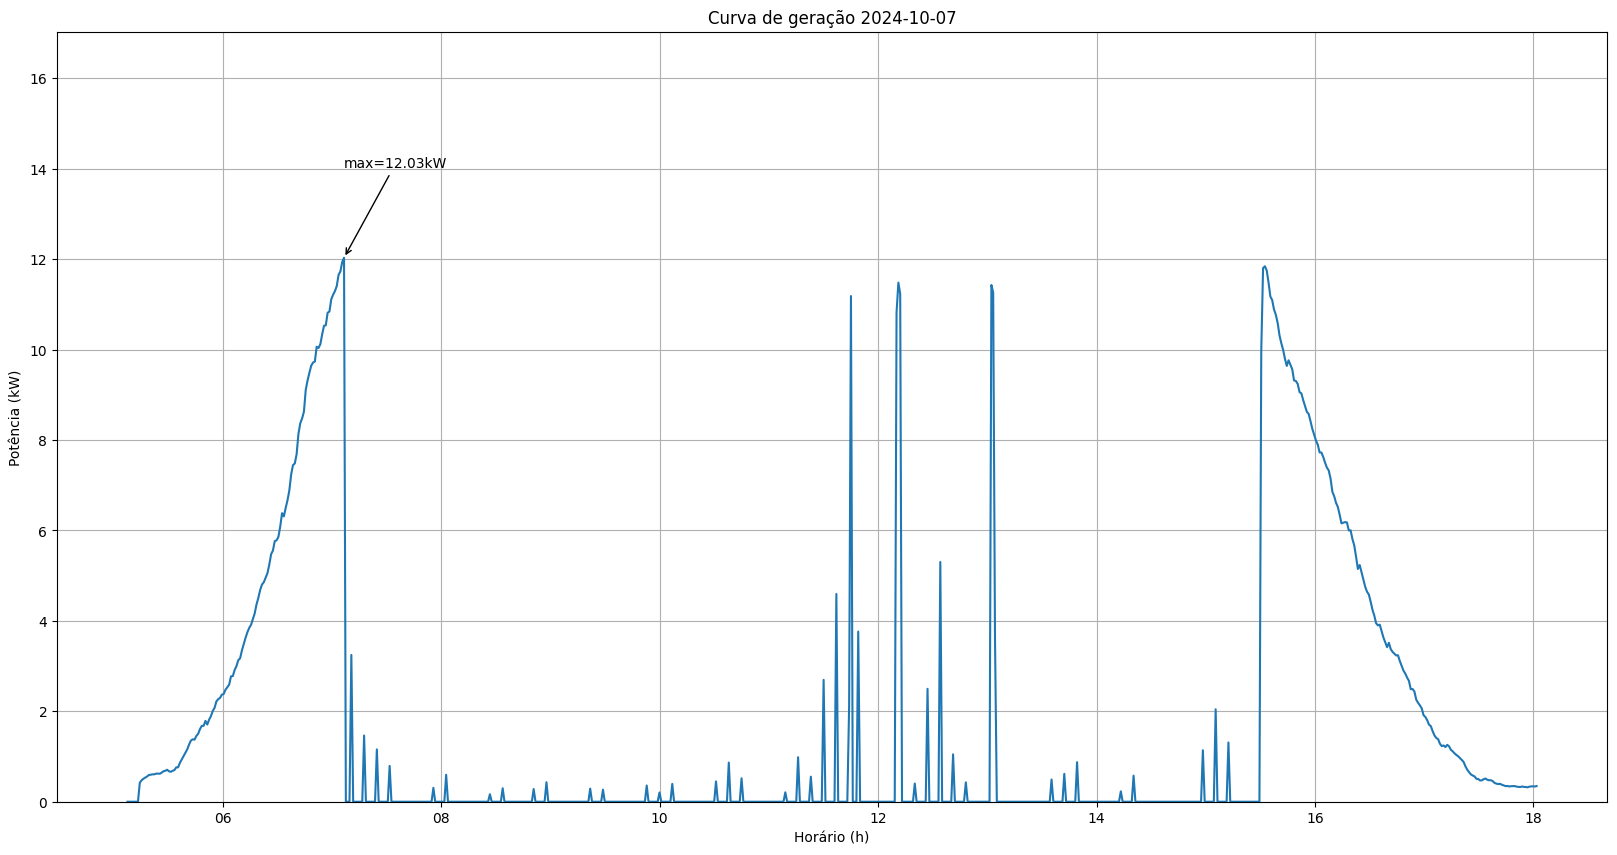 Curva de geração 2024-10-07
16
14
12
10
8
6
4
2
0
Potência (kW)
max=12.03kW
06 08 10 12 14 16 18
Horário (h)